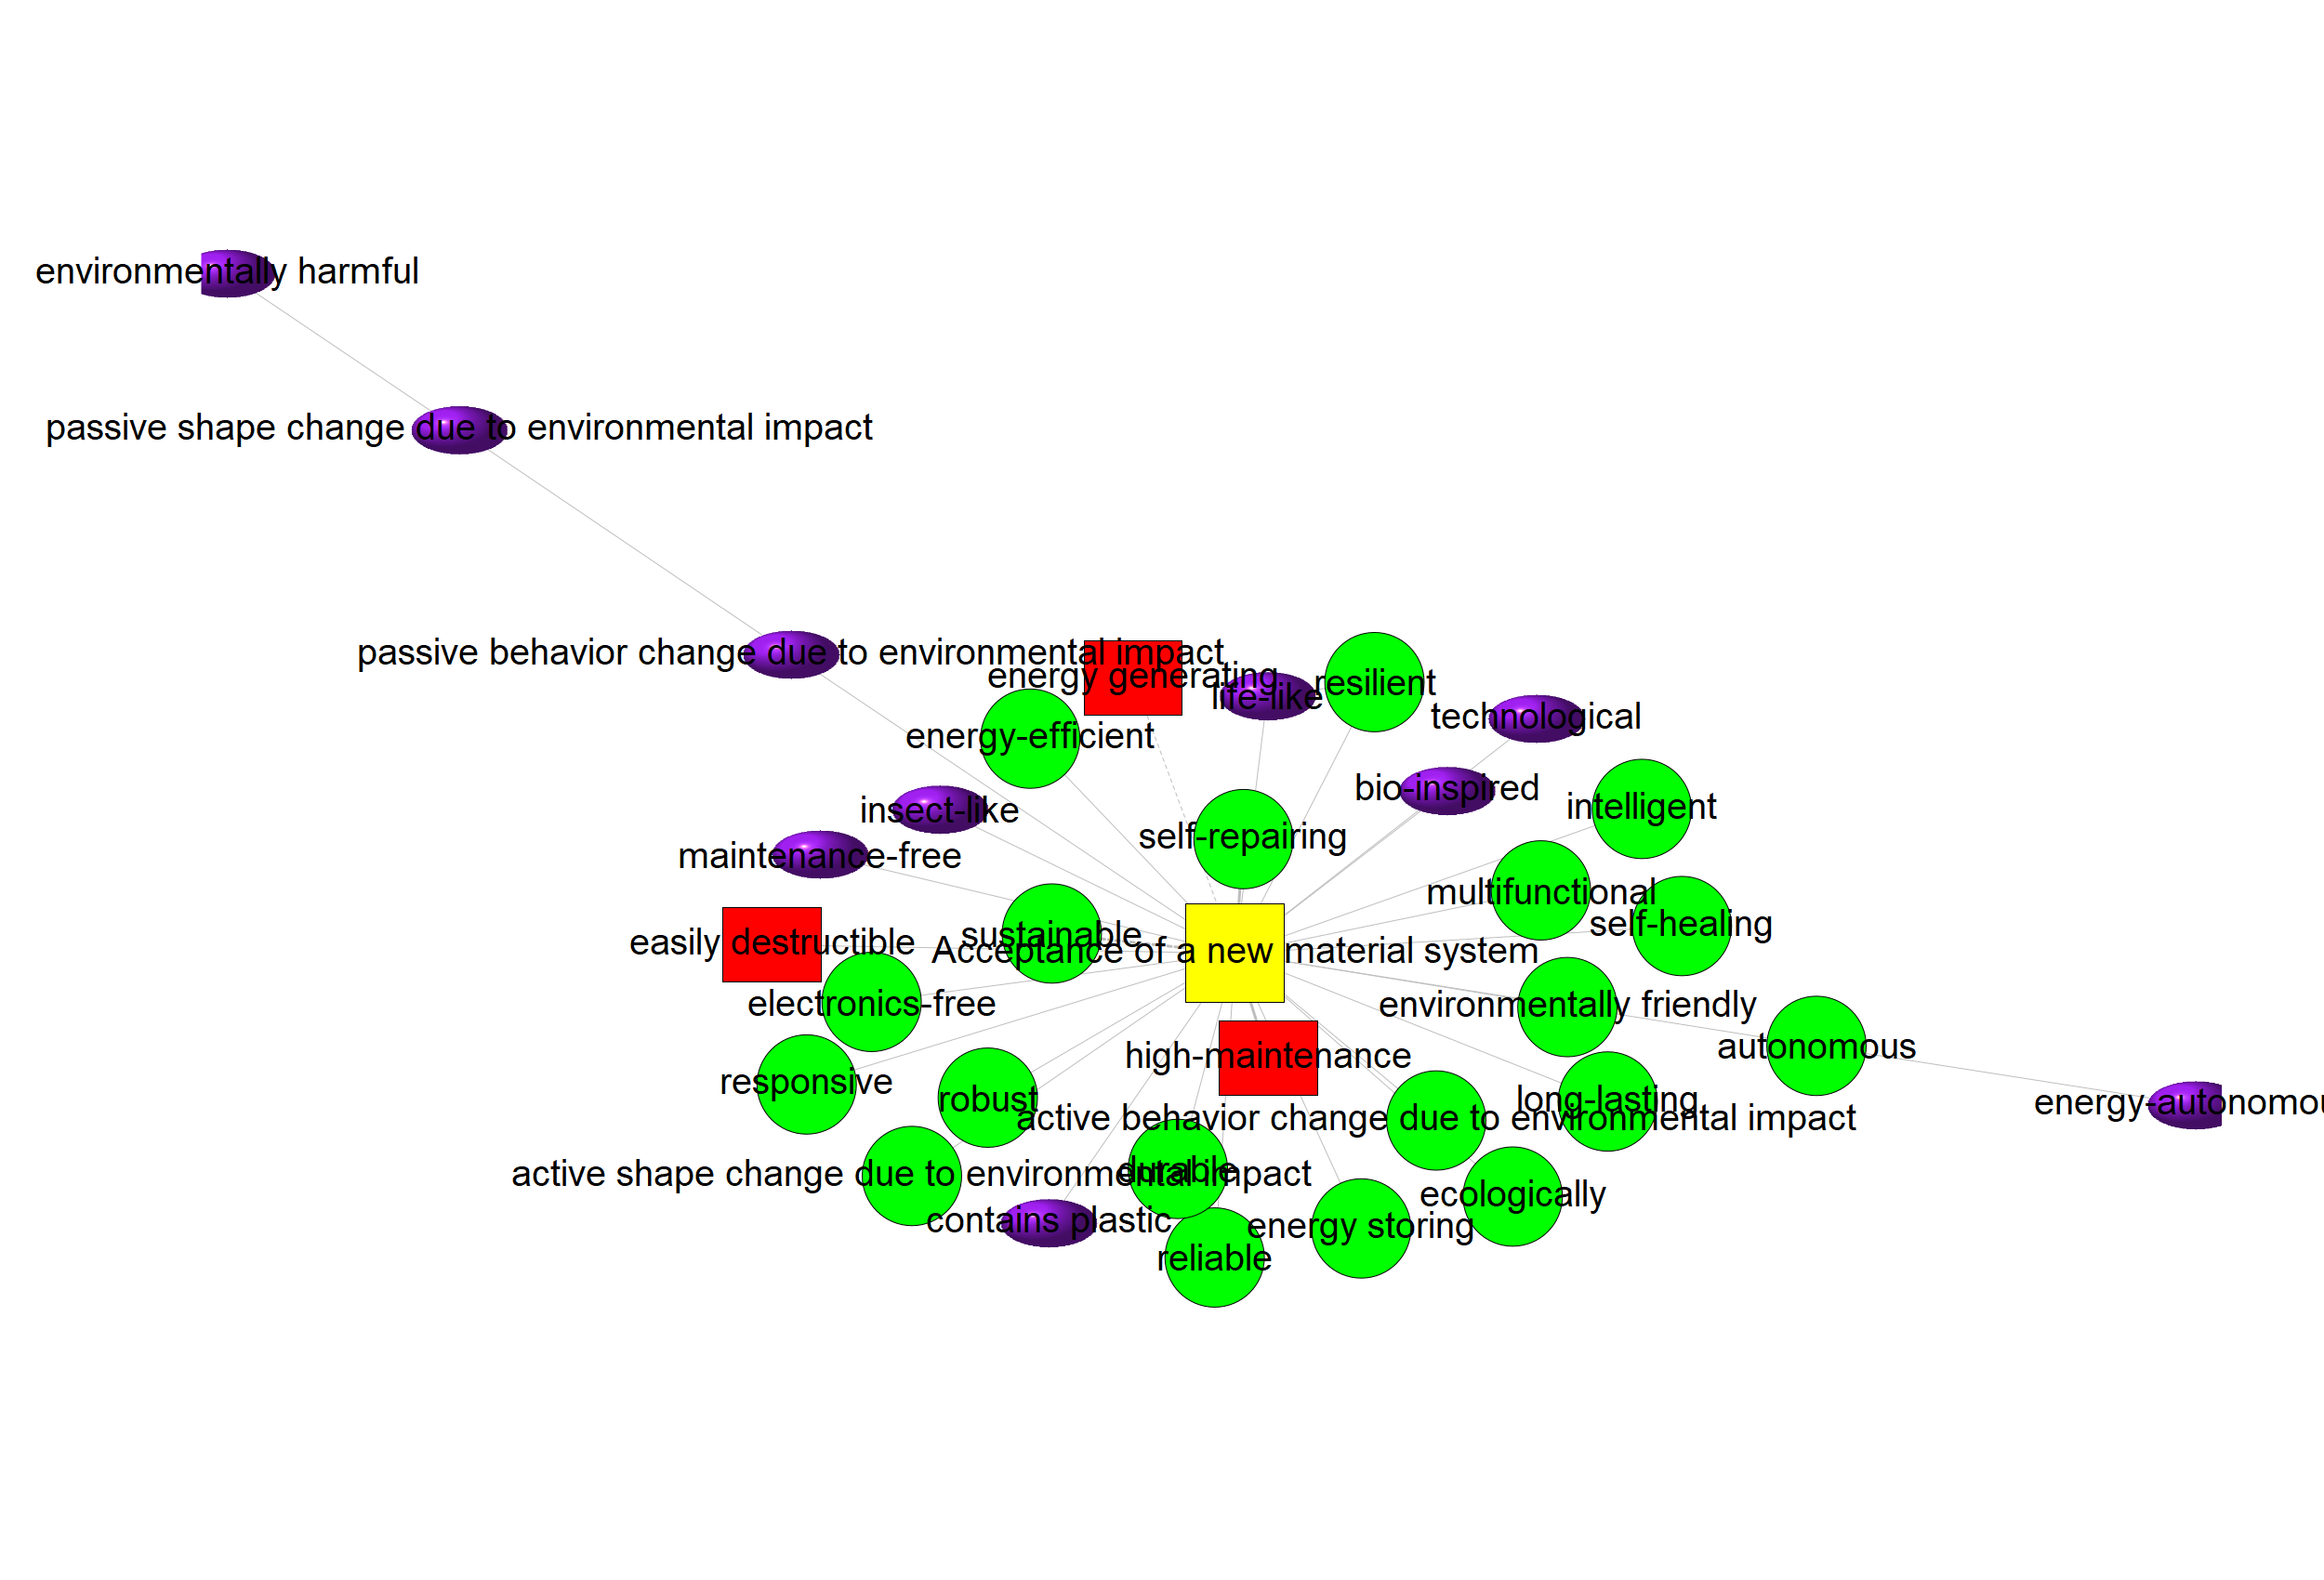 environmentally harmful
passive shape change due to environmental impact
passive behavior change due to environmental impact
energy generating
resilient
life-like
technological
energy-efficient
bio-inspired
intelligent
insect-like
self-repairing
maintenance-free
multifunctional
self-healing
sustainable
easily destructible
Acceptance of a new material system
electronics-free
environmentally friendly
autonomous
high-maintenance
responsive
robust
long-lasting
energy-autonomou
active behavior change due to environmental impact
durable
active shape change due to environmental impact
ecologically
contains plastic
energy storing
reliable